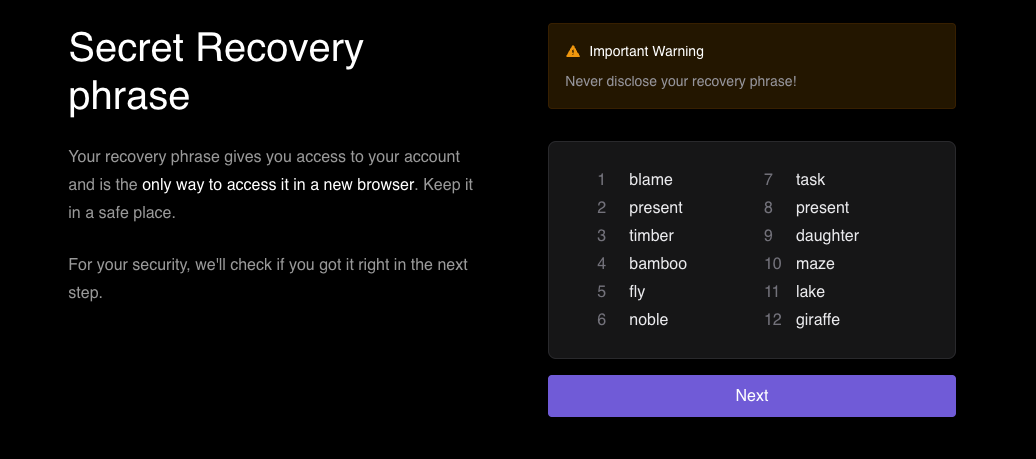 Secret Recovery
phrase
Your recovery phrase gives you access to your account
and is the only way to access it in a new browser. Keep it
in a safe place.
For your security, we'll check if you got it right in the next
step.
Important Warning
Never disclose your recovery phrase!
1 blame
2 present
3 timber
4 bamboo
5 fly
6 noble
7 task
8 present
9 daughter
10 maze
11 lake
12 giraffe
Next